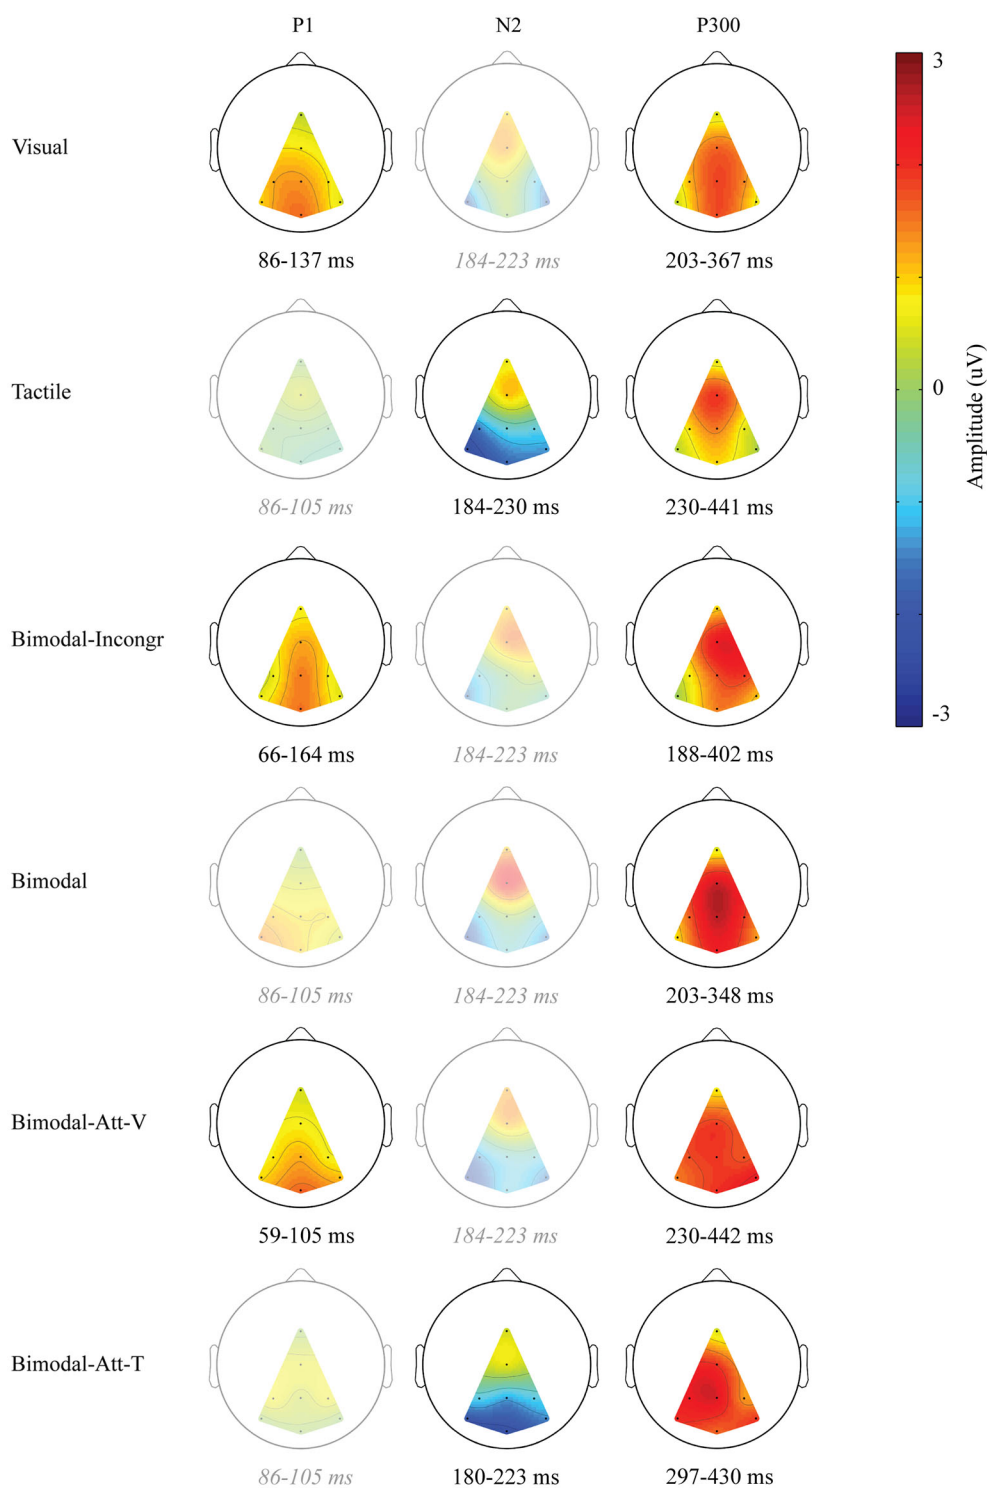 P1 N2 P300
3
Visual
86-137 ms 184-223 ms 203-367 ms
Amplitude (uV)
0
Tactile
86-105 ms 184-230 ms 230-441 ms
Bimodal-Incongr
-3
66-164 ms 184-223 ms 188-402 ms
Bimodal
86-105 ms 184-223 ms 203-348 ms
Bimodal-Att-V
59-105 ms 184-223 ms 230-442 ms
Bimodal-Att-T
86-105 ms 180-223 ms 297-430 ms